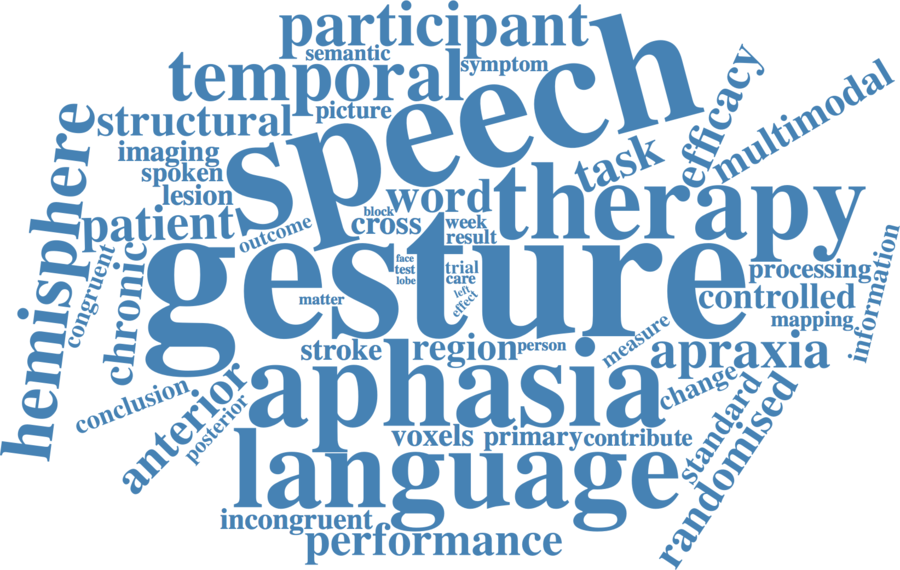 participant
semantic
symptom
temporal
speech
picture
structural
efficacy
multimodal
hemisphere
imaging
spoken
task
lesion
word
therapy
patient
block
cross
week
outcome
result
gesture
face
test
lobe
trial
care
left
effect
matter
congruent
chronic
processing
controlled
mapping
information
stroke
region
person
measure
apraxia
aphasia
change
conclusion
anterior
posterior
standard
randomised
voxels
primary
contribute
language
incongruent
performance